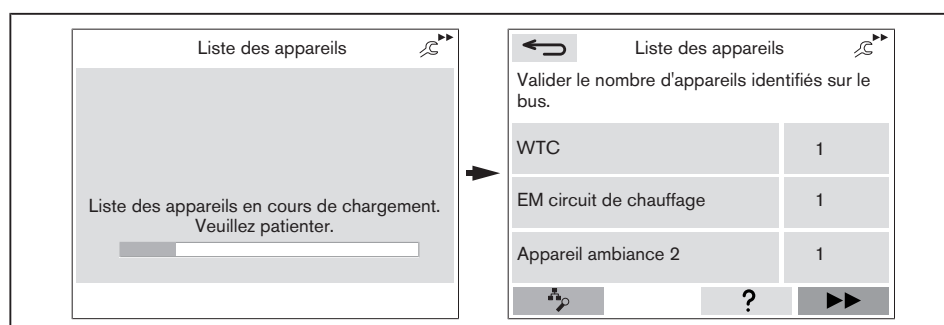 Liste des appareils
Liste des appareils en cours de chargement.
Veuillez patienter.
Liste des appareils
Valider le nombre d'appareils identifiés sur le
bus.
WTC 1
EM circuit de chauffage 1
Appareil ambiance 2 1
?